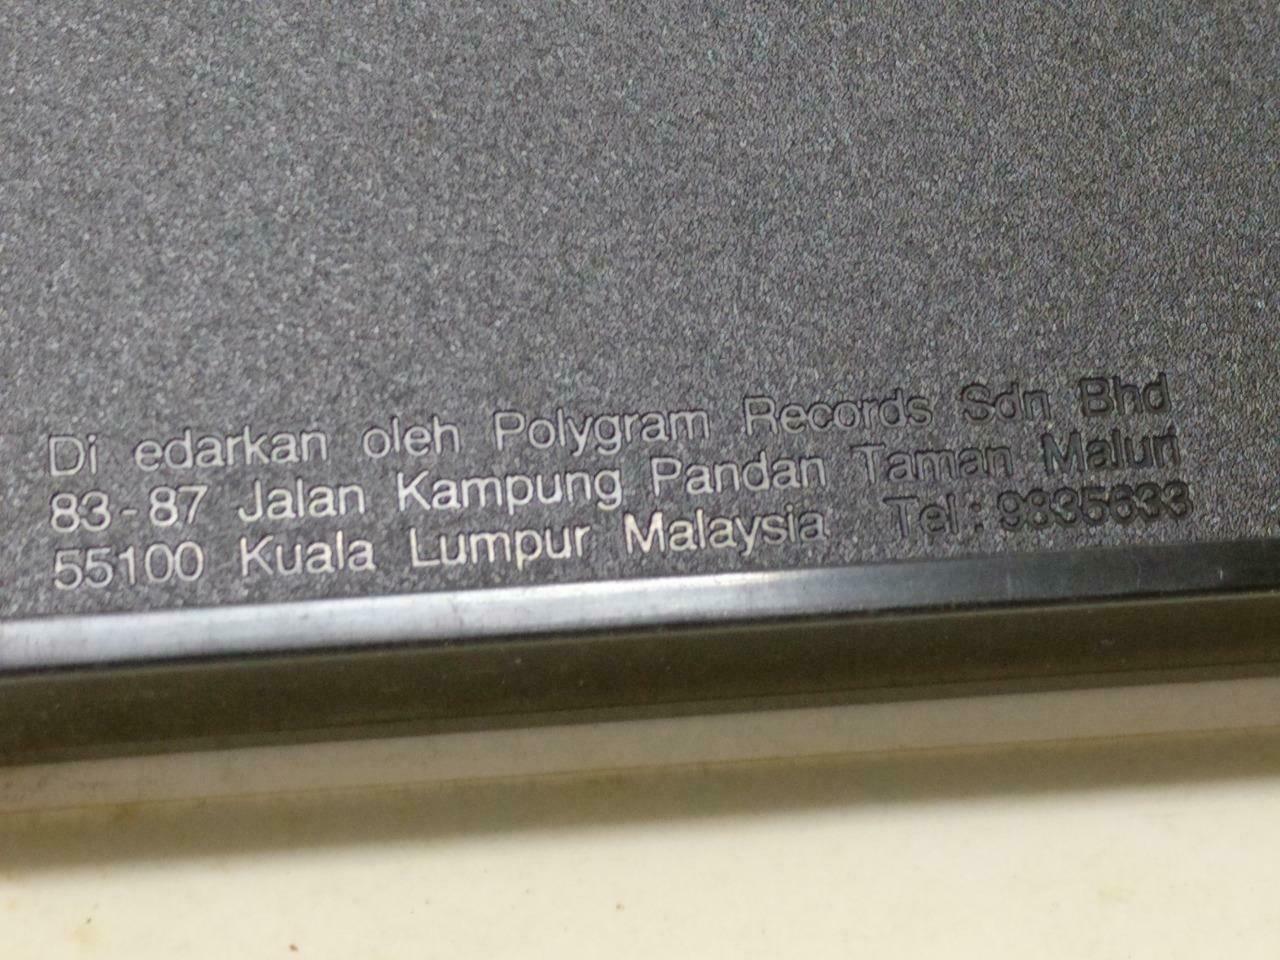 Di edarkan oleh Polygram Records Sdn Bhd
83-87 Jalan Kampung Pandan Taman Maluri
55100 Kuala Lumpur Malaysia Tel: 9835633